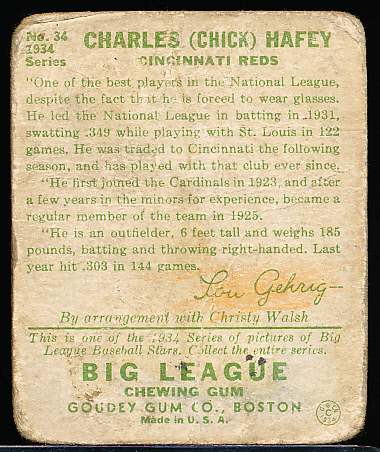 No. 34
1934
Series
CHARLES (CHICK) HAFEY
CINCINNATI REDS
"One of the best players in the National League,
despite the fact that he is forced to wear glasses.
He led the National League in batting in 1931,
swatting .349 while playing with St. Louis in 122
games. He was traded to Cincinnati the following
season, and has played with that club ever since.
"He first joined the Cardinals in 1923, and after
a few years in the minors for experience, became a
regular member of the team in 1925.
"He is an outfielder, 6 feet tall and weighs 185
pounds, batting and throwing right-handed. Last
year hit .303 in 144 games.
Lou Gehrig—
By arrangement with Christy Walsh
This is one of the 1934 Series of pictures of Big
League Baseball Stars. Collect the entire series.
BIG LEAGUE
CHEWING GUM
GOUDEY GUM CO., BOSTON
Made in U. S. A.